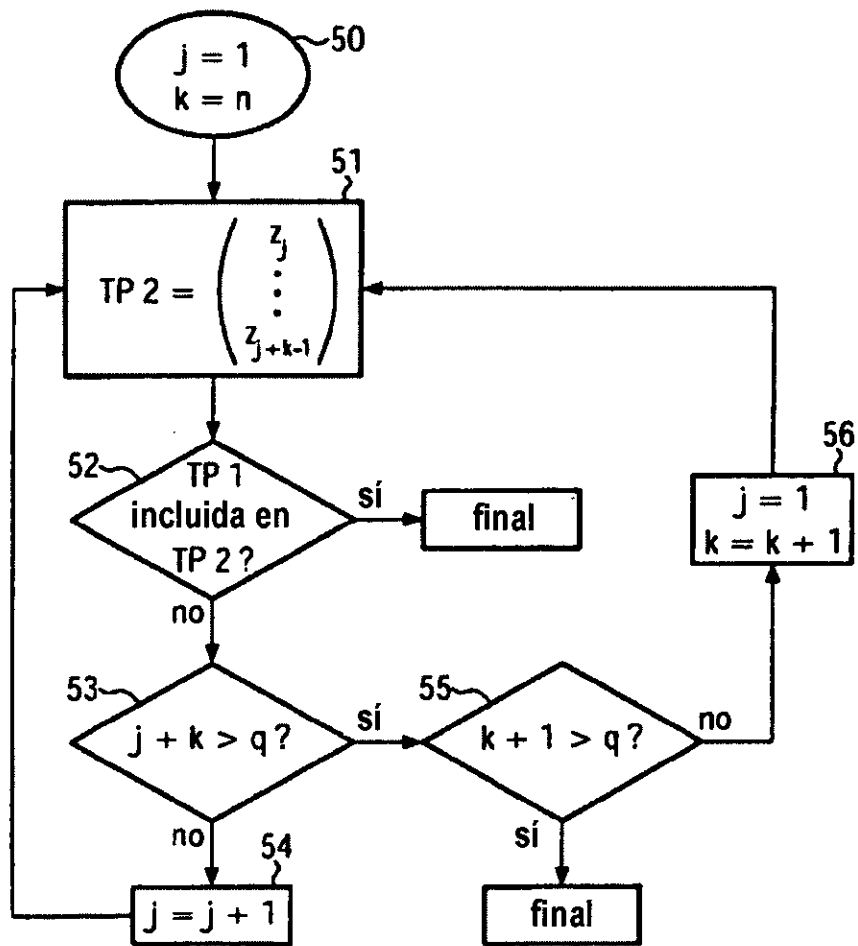 50
j = 1
k = n
51
TP 2 = ( z_j
⋮
z_{j+k-1} )
52
TP 1
incluida en
TP 2 ?
sí
final
56
j = 1
k = k + 1
no
53
j + k > q ?
sí
55
k + 1 > q ?
no
no
54
j = j + 1
sí
final